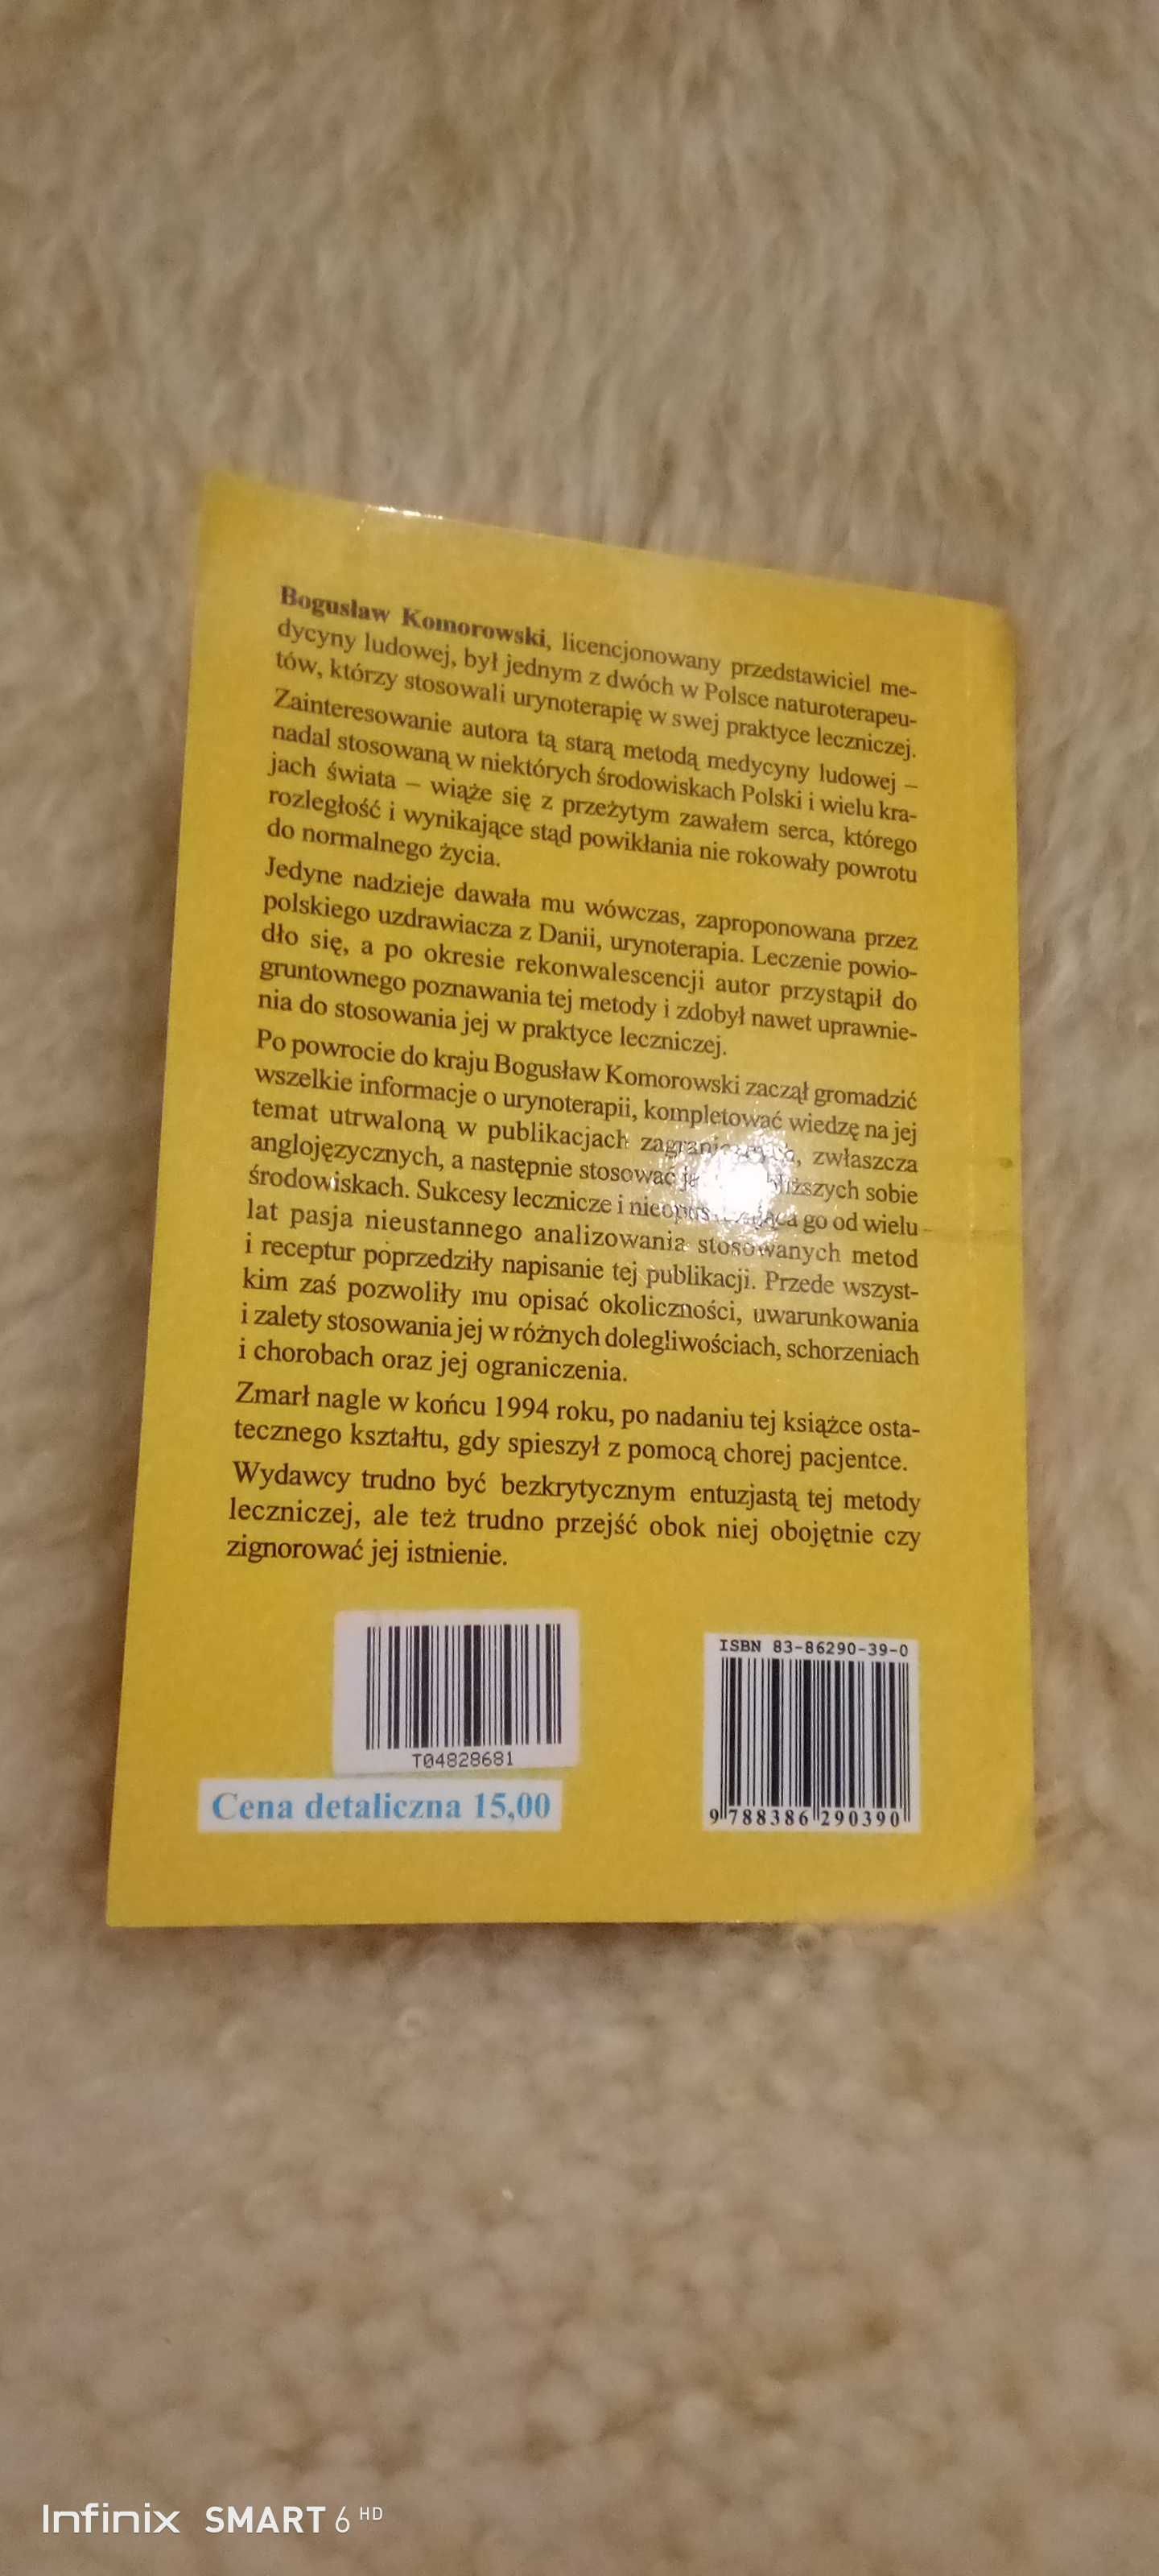 Bogusław Komorowski, licencjonowany przedstawiciel me-
dycyny ludowej, był jednym z dwóch w Polsce naturoterapeu-
tów, którzy stosowali urynoterapię w swej praktyce leczniczej.
Zainteresowanie autora tą starą metodą medycyny ludowej –
nadal stosowaną w niektórych środowiskach Polski i wielu kra-
jach świata – wiąże się z przeżytym zawałem serca, którego
rozległość i wynikające stąd powikłania nie rokowały powrotu
do normalnego życia.
Jedyne nadzieje dawała mu wówczas, zaproponowana przez
polskiego uzdrawiacza z Danii, urynoterapia. Leczenie powio-
dło się, a po okresie rekonwalescencji autor przystąpił do
gruntownego poznawania tej metody i zdobył nawet uprawnie-
nia do stosowania jej w praktyce leczniczej.
Po powrocie do kraju Bogusław Komorowski zaczął gromadzić
wszelkie informacje o urynoterapii, kompletować wiedzę na jej
temat utrwaloną w publikacjach zwłaszcza
anglojęzycznych, a następnie stosować sobie
środowiskach. Sukcesy lecznicze i go od wielu
lat pasja nieustannego analizowania stosowanych metod
i receptur poprzedziły napisanie tej publikacji. Przede wszyst-
kim zaś pozwoliły mu opisać okoliczności, uwarunkowania
i zalety stosowania jej w różnych dolegliwościach, schorzeniach
i chorobach oraz jej ograniczenia.
Zmarł nagle w końcu 1994 roku, po nadaniu tej książce osta-
tecznego kształtu, gdy spieszył z pomocą chorej pacjentce.
Wydawcy trudno być bezkrytycznym entuzjastą tej metody
leczniczej, ale też trudno przejść obok niej obojętnie czy
zignorować jej istnienie.
T04828681
Cena detaliczna 15,00
ISBN 83-86290-39-0
9 788386 290390
Infinix SMART 6 HD